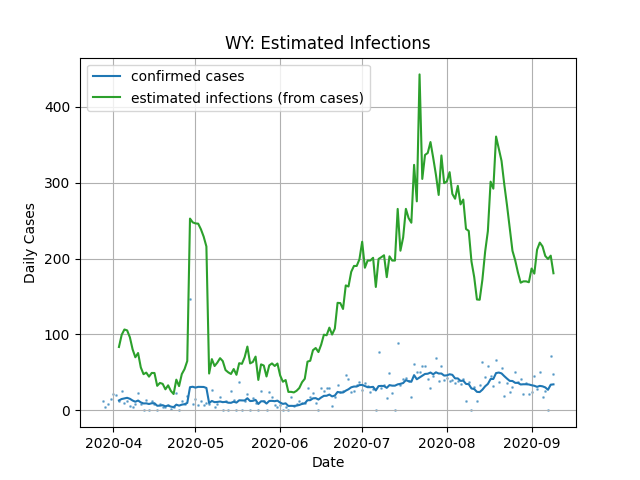 WY: Estimated Infections
confirmed cases
estimated infections (from cases)
Daily Cases
400
300
200
100
0
2020-04
2020-05
2020-06
2020-07
2020-08
2020-09
Date